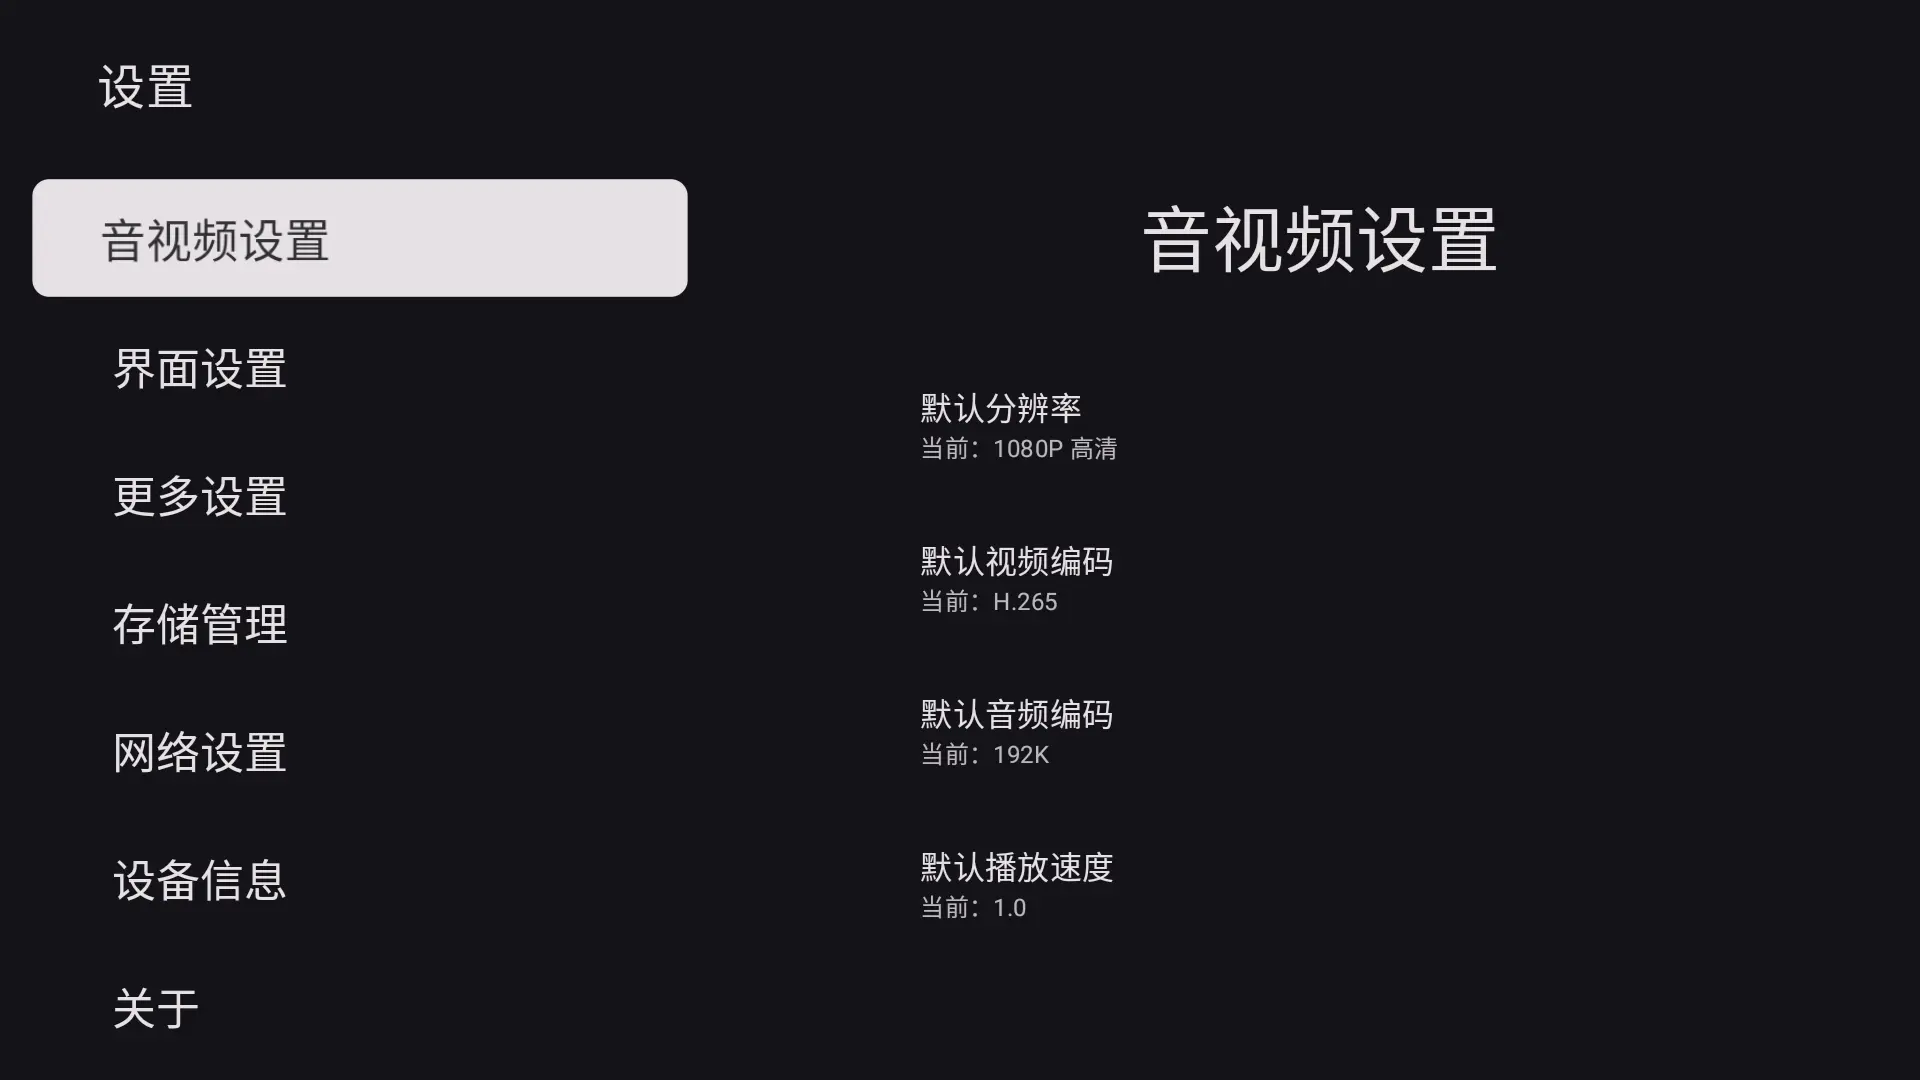 设置
音视频设置
界面设置
更多设置
存储管理
网络设置
设备信息
关于
音视频设置
默认分辨率
当前：1080P 高清
默认视频编码
当前：H.265
默认音频编码
当前：192K
默认播放速度
当前：1.0